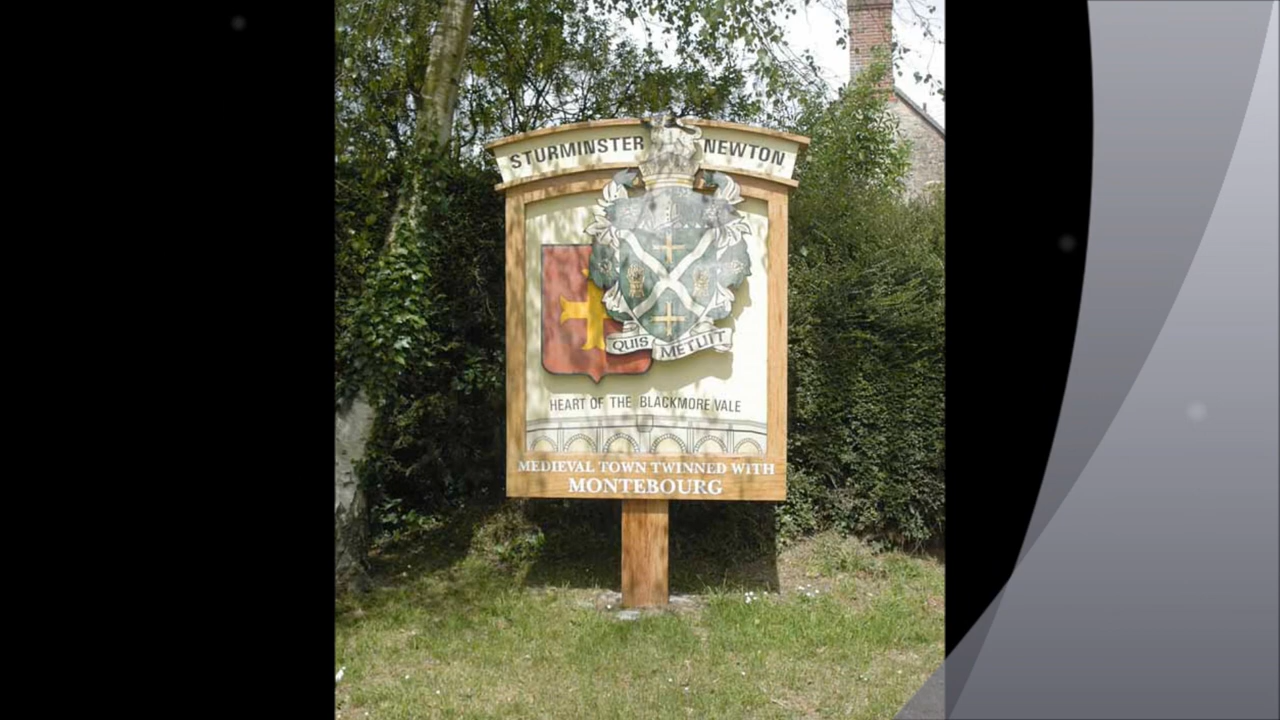 STURMINSTER NEWTON
QUIS METUIT
HEART OF THE BLACKMORE VALE
MEDIEVAL TOWN TWINNED WITH
MONTEBOURG